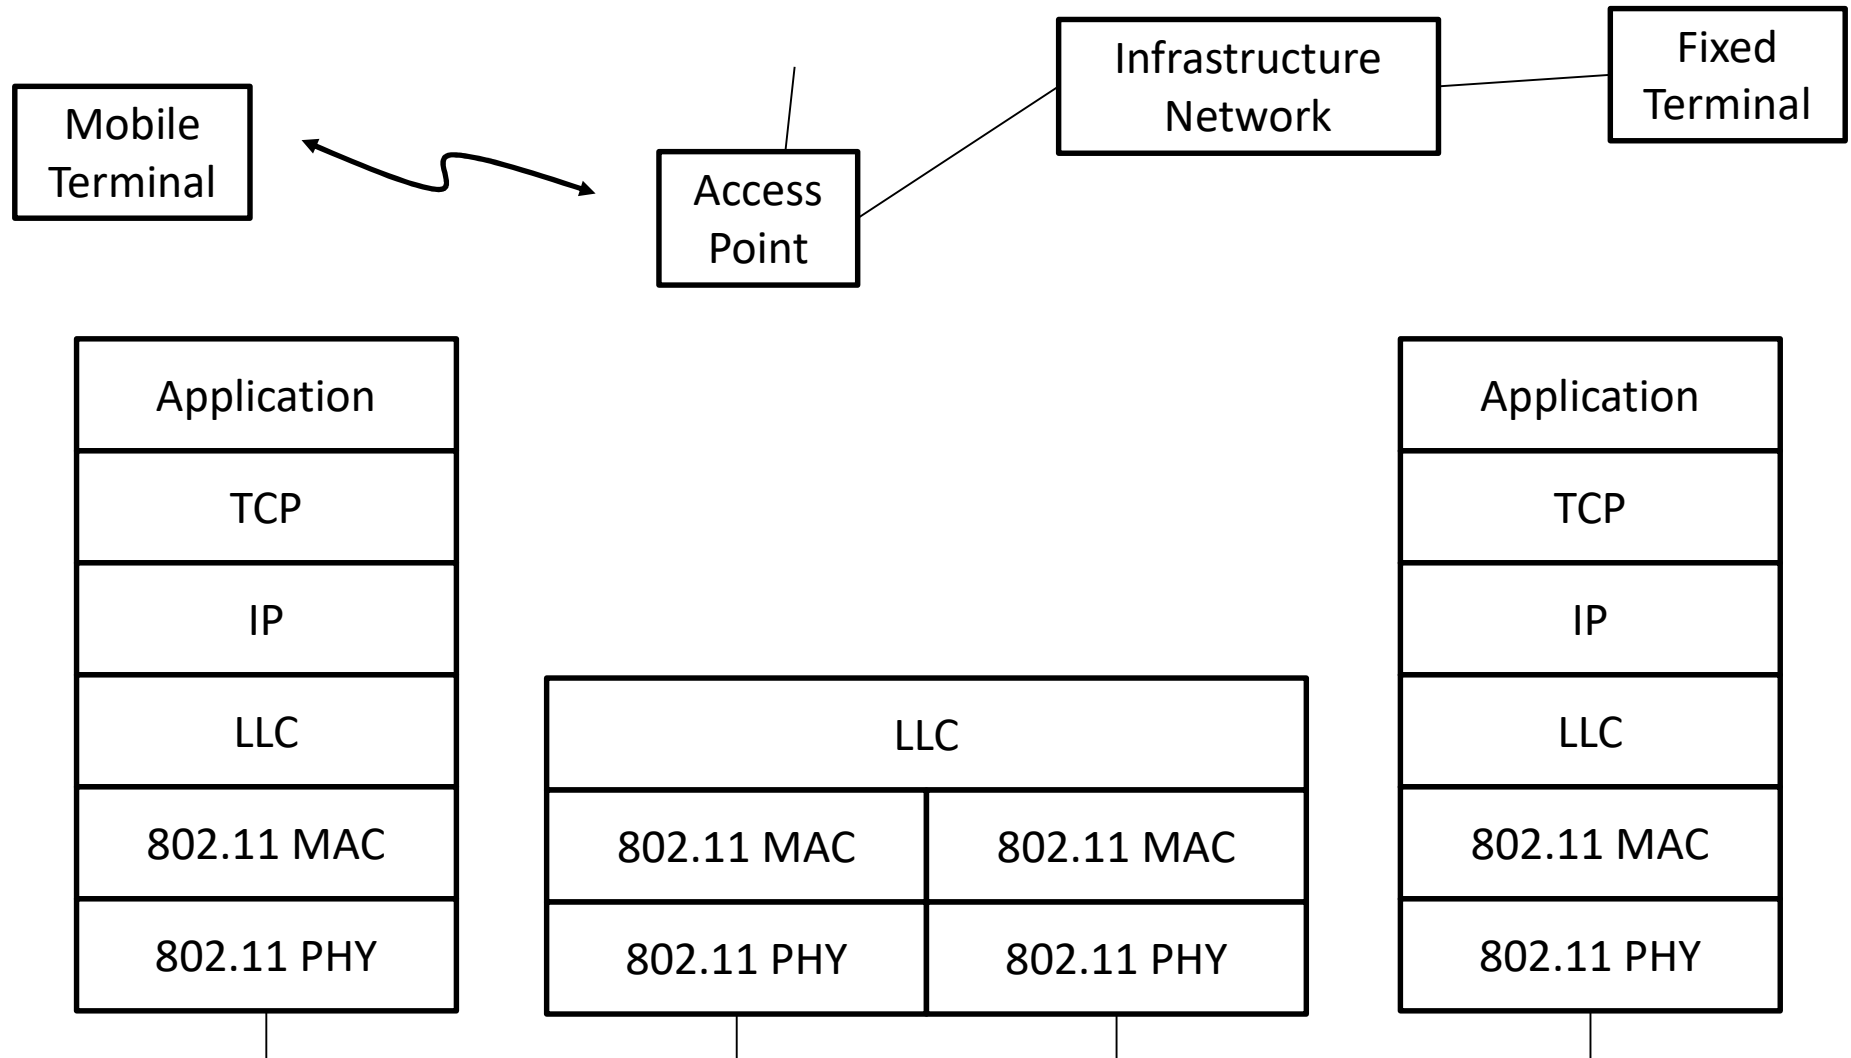 Mobile
Terminal
Access
Point
Infrastructure
Network
Fixed
Terminal
Application
TCP
IP
LLC
802.11 MAC
802.11 PHY
LLC
802.11 MAC
802.11 MAC
802.11 PHY
802.11 PHY
Application
TCP
IP
LLC
802.11 MAC
802.11 PHY